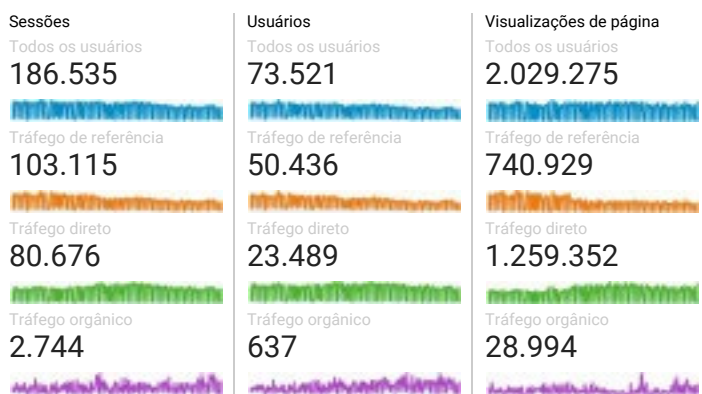 Sessões
Todos os usuários
186.535
Tráfego de referência
103.115
Tráfego direto
80.676
Tráfego orgânico
2.744
Usuários
Todos os usuários
73.521
Tráfego de referência
50.436
Tráfego direto
23.489
Tráfego orgânico
637
Visualizações de página
Todos os usuários
2.029.275
Tráfego de referência
740.929
Tráfego direto
1.259.352
Tráfego orgânico
28.994